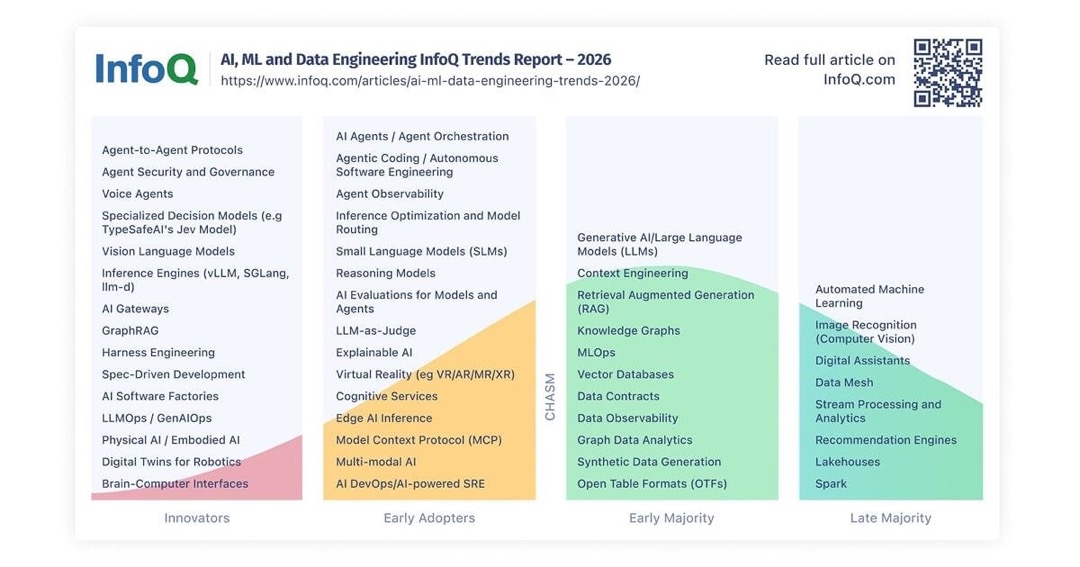 InfoQ
AI, ML and Data Engineering InfoQ Trends Report – 2026
https://www.infoq.com/articles/ai-ml-data-engineering-trends-2026/
Read full article on
InfoQ.com
Agent-to-Agent Protocols
Agent Security and Governance
Voice Agents
Specialized Decision Models (e.g
TypeSafeAI's Jev Model)
Vision Language Models
Inference Engines (vLLM, SGLang,
llm-d)
AI Gateways
GraphRAG
Harness Engineering
Spec-Driven Development
AI Software Factories
LLMOps / GenAIOps
Physical AI / Embodied AI
Digital Twins for Robotics
Brain-Computer Interfaces
Innovators
AI Agents / Agent Orchestration
Agentic Coding / Autonomous
Software Engineering
Agent Observability
Inference Optimization and Model
Routing
Small Language Models (SLMs)
Reasoning Models
AI Evaluations for Models and
Agents
LLM-as-Judge
Explainable AI
Virtual Reality (eg VR/AR/MR/XR)
Cognitive Services
Edge AI Inference
Model Context Protocol (MCP)
Multi-modal AI
AI DevOps/AI-powered SRE
Early Adopters
CHASM
Generative AI/Large Language
Models (LLMs)
Context Engineering
Retrieval Augmented Generation
(RAG)
Knowledge Graphs
MLOps
Vector Databases
Data Contracts
Data Observability
Graph Data Analytics
Synthetic Data Generation
Open Table Formats (OTFs)
Early Majority
Automated Machine
Learning
Image Recognition
(Computer Vision)
Digital Assistants
Data Mesh
Stream Processing and
Analytics
Recommendation Engines
Lakehouses
Spark
Late Majority